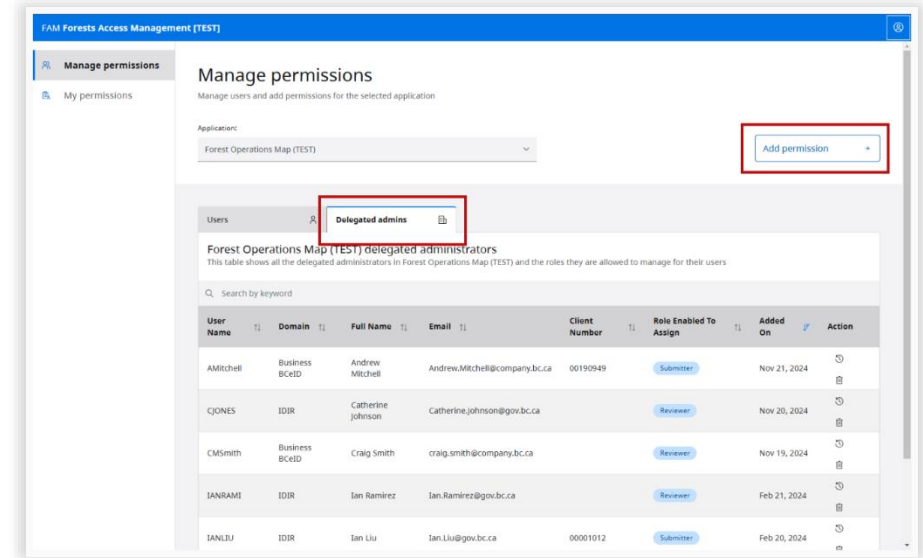 FAM Forests Access Management [TEST]
Manage permissions
My permissions
Manage permissions
Manage users and add permissions for the selected application
Application:
Forest Operations Map (TEST)
Add permission +
Users
Delegated admins
Forest Operations Map (TEST) delegated administrators
This table shows all the delegated administrators in Forest Operations Map (TEST) and the roles they are allowed to manage for their users
Search by keyword
User Name Domain Full Name Email Client Number Role Enabled To Assign Added On Action
AMitchell Business BCeID Andrew Mitchell Andrew.Mitchell@company.bc.ca 00190949 Submitter Nov 21, 2024
CJONES IDIR Catherine Johnson Catherine.johnson@gov.bc.ca Reviewer Nov 20, 2024
CMSmith Business BCeID Craig Smith craig.smith@company.bc.ca Reviewer Nov 19, 2024
IANRAMI IDIR Ian Ramirez Ian.Ramirez@gov.bc.ca Reviewer Feb 21, 2024
IANLIU IDIR Ian Liu Ian.Liu@gov.bc.ca 00001012 Submitter Feb 20, 2024